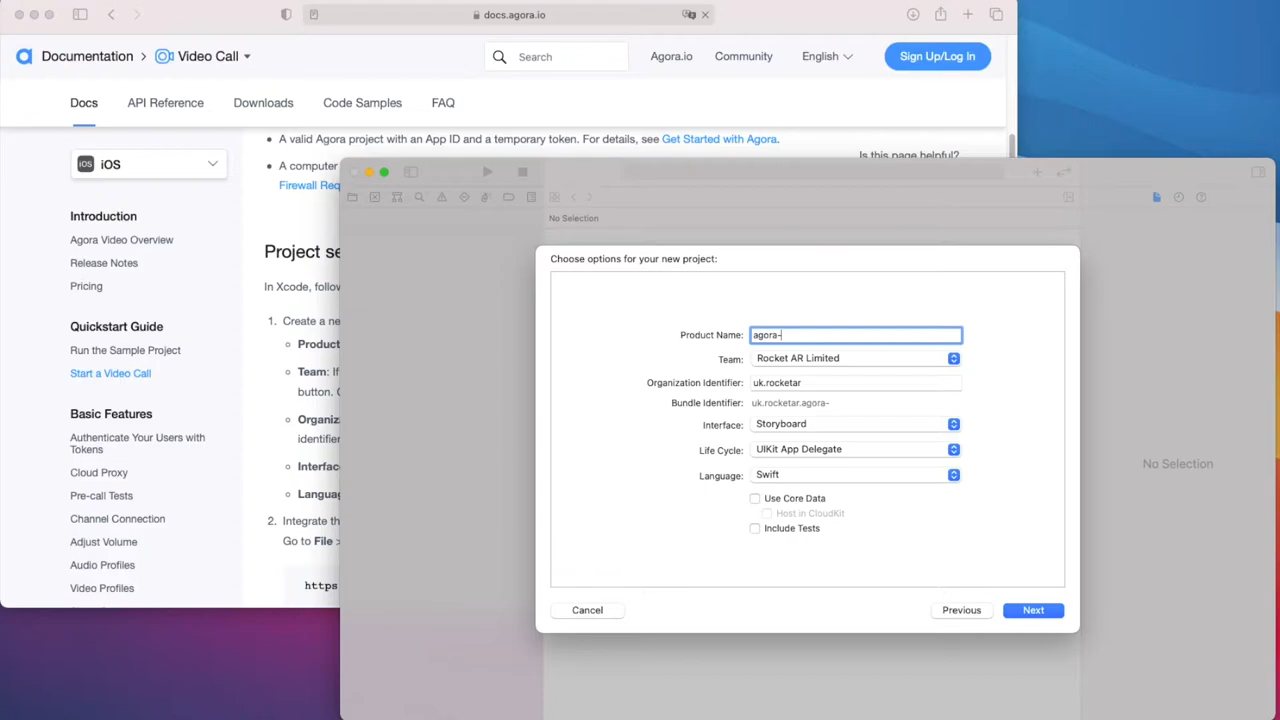 docs.agora.io
Documentation > Video Call
Search
Agora.io
Community
English
Sign Up/Log In
Docs
API Reference
Downloads
Code Samples
FAQ
iOS
iOS
Introduction
Agora Video Overview
Release Notes
Pricing
Quickstart Guide
Run the Sample Project
Start a Video Call
Basic Features
Authenticate Your Users with
Tokens
Cloud Proxy
Pre-call Tests
Channel Connection
Adjust Volume
Audio Profiles
Video Profiles
• A valid Agora project with an App ID and a temporary token. For details, see Get Started with Agora.
Is this page helpful?
• A computer
Firewall Req
Project se
In Xcode, follow
1. Create a ne
Product
Team: If
button. C
Organiz
identifier
Interfac
Languag
2. Integrate th
Go to File >
https
No Selection
Choose options for your new project:
Product Name: agora-
Team: Rocket AR Limited
Organization Identifier: uk.rocketar
Bundle Identifier: uk.rocketar.agora-
Interface: Storyboard
Life Cycle: UIKit App Delegate
Language: Swift
Use Core Data
Host in CloudKit
Include Tests
Cancel
Previous
Next
No Selection